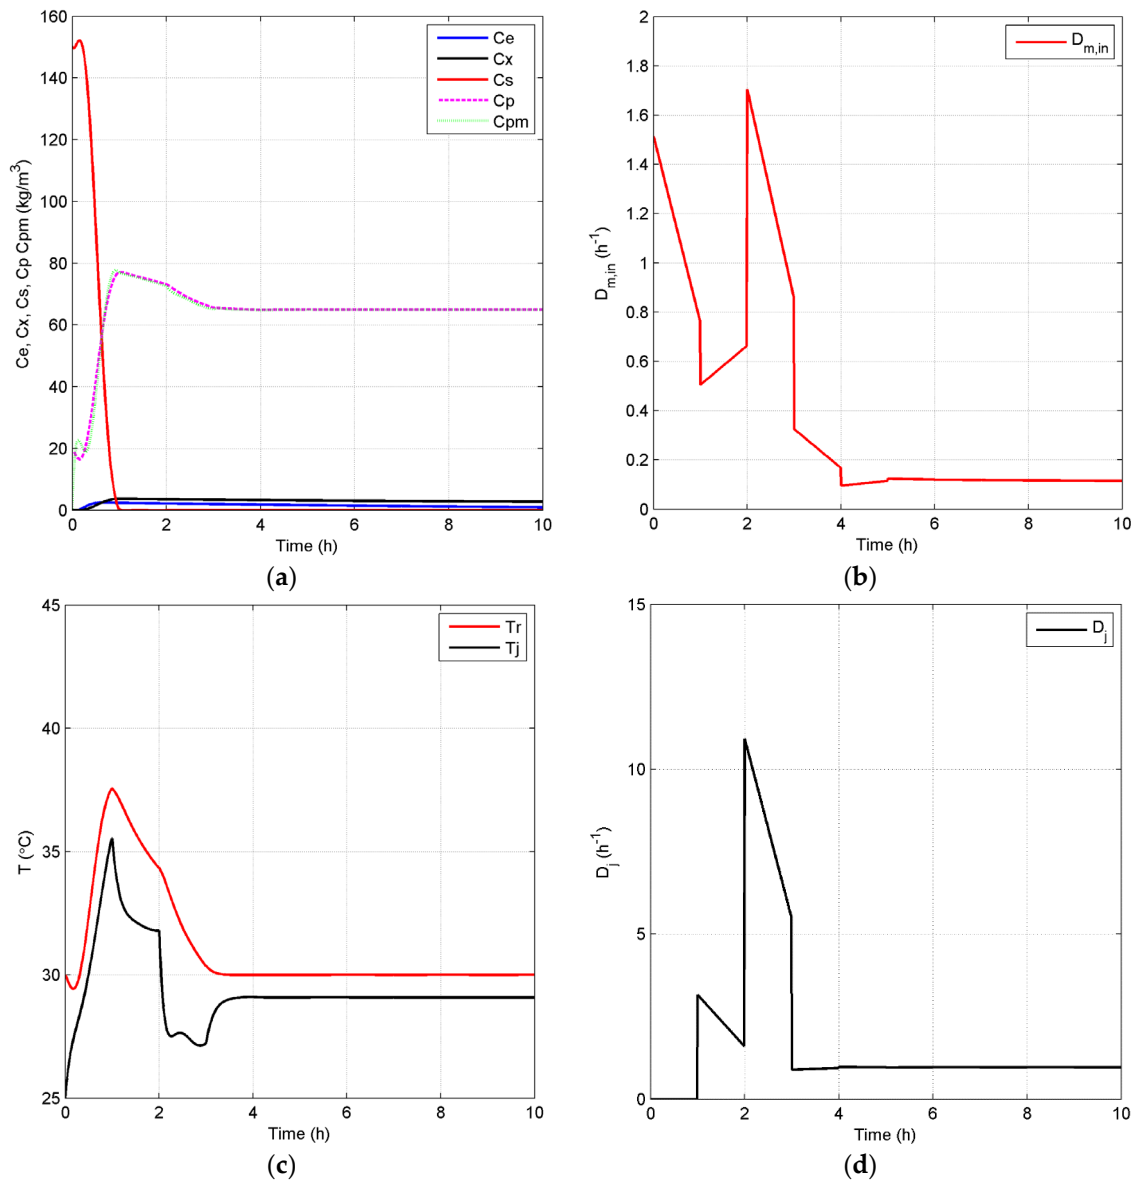 160
140
120
100
80
60
40
20
0
Ce, Cx, Cs, Cp Cpm (kg/m³)
Ce
Cx
Cs
Cp
Cpm
0 2 4 6 8 10
Time (h)
(a)
2
1.8
1.6
1.4
1.2
1
0.8
0.6
0.4
0.2
0
D_m,in (h⁻¹)
D_m,in
0 2 4 6 8 10
Time (h)
(b)
45
40
35
30
25
T (°C)
Tr
Tj
0 2 4 6 8 10
Time (h)
(c)
15
10
5
0
D_j (h⁻¹)
D_j
0 2 4 6 8 10
Time (h)
(d)